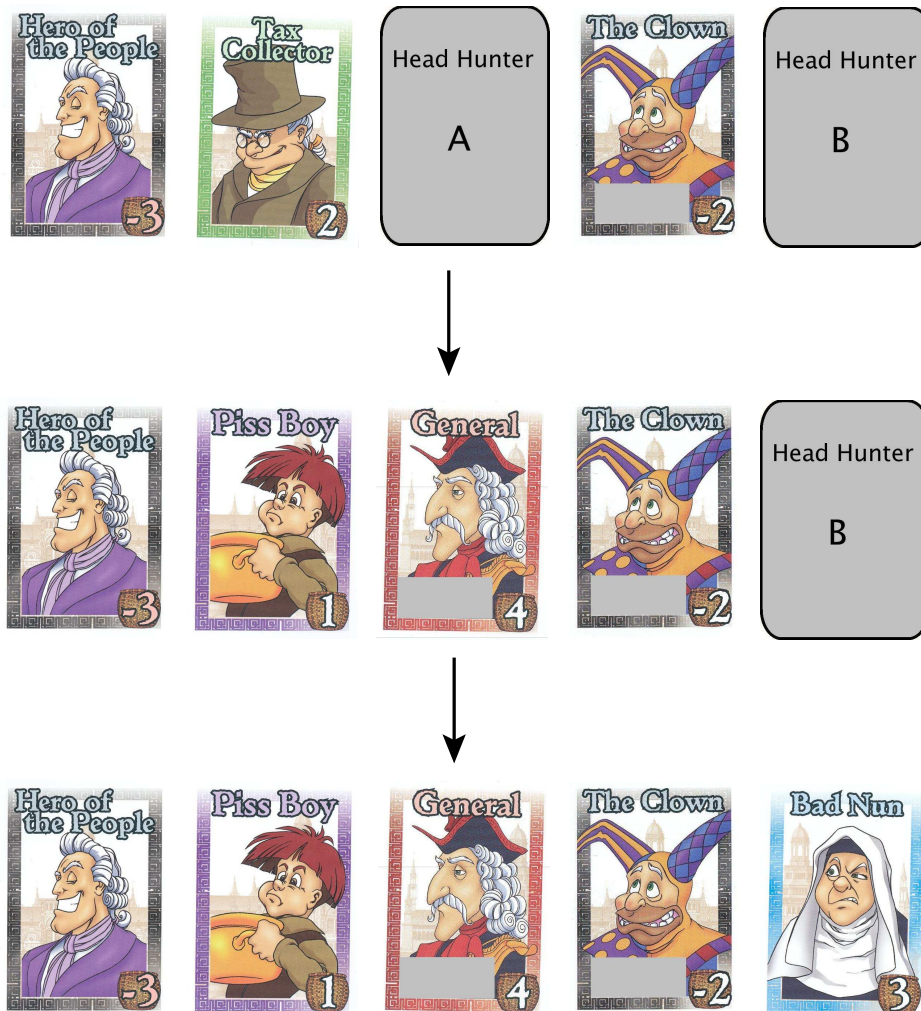 Hero of
the People
-3
Tax
Collector
2
Head Hunter
A
The Clown
-2
Head Hunter
B
Hero of
the People
-3
Piss Boy
1
General
4
The Clown
-2
Head Hunter
B
Hero of
the People
-3
Piss Boy
1
General
4
The Clown
-2
Bad Nun
3